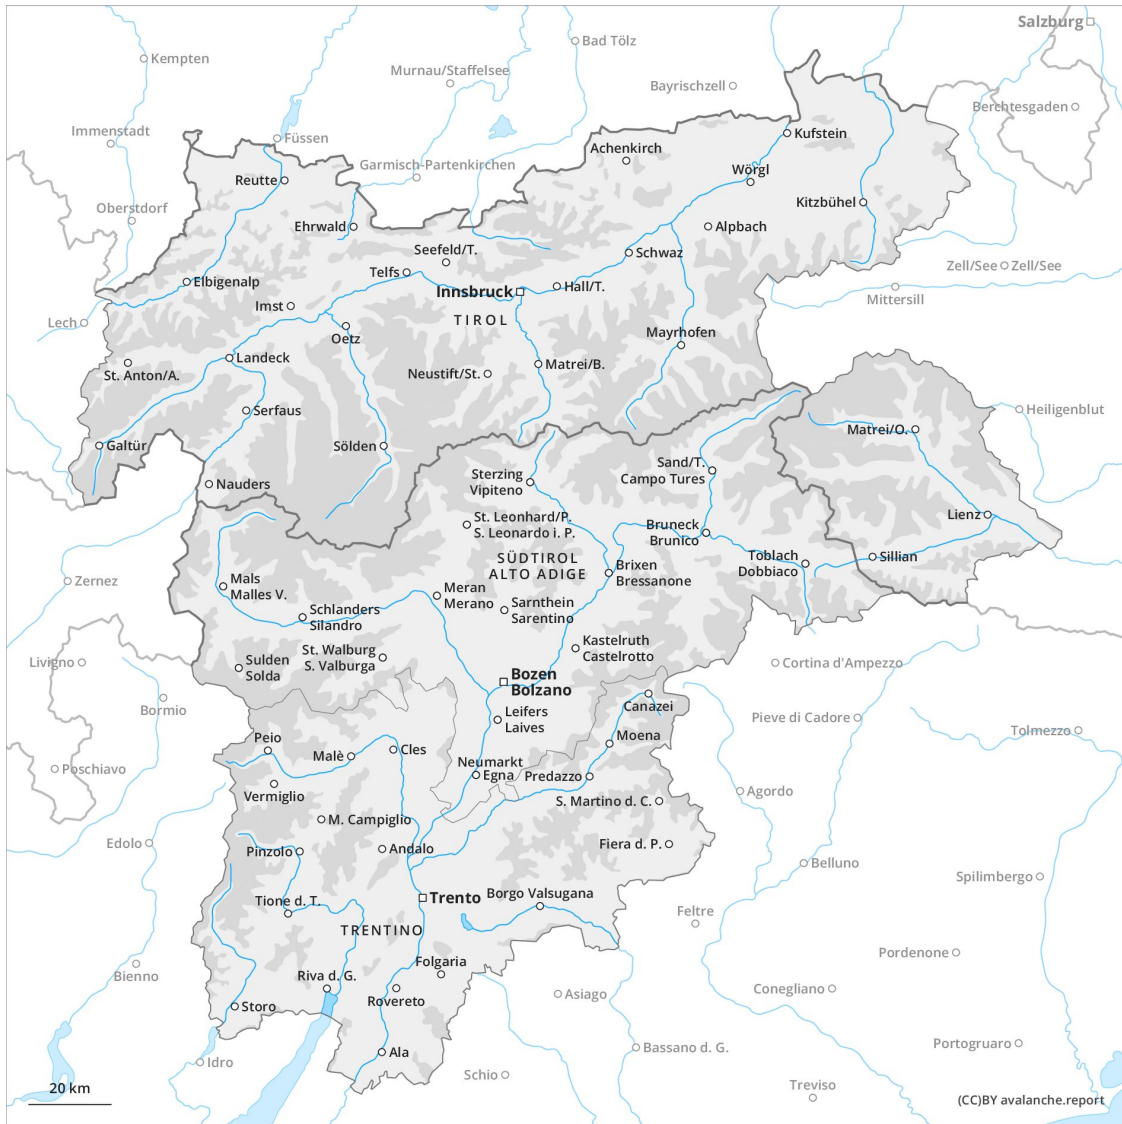 Salzburg
Bad Tölz
Kempten
Murnau/Staffelsee
Bayrischzell
Berchtesgaden
Immenstadt
Füssen
Kufstein
Achenkirch
Garmisch-Partenkirchen
Wörgl
Reutte
Kitzbühel
Oberstdorf
Ehrwald
Alpbach
Seefeld/T.
Schwaz
Telfs
Zell/See
Zell/See
Elbigenalp
Innsbruck
Hall/T.
Mittersill
Imst
TIROL
Lech
Oetz
Mayrhofen
Landeck
Matrei/B.
St. Anton/A.
Neustift/St.
Serfaus
Heiligenblut
Matrei/O.
Galtür
Sölden
Sand/T.
Campo Tures
Sterzing
Vipiteno
Nauders
St. Leonhard/P.
S. Leonardo i. P.
Lienz
Bruneck
Brunico
SÜDTIROL
ALTO ADIGE
Toblach
Dobbiaco
Sillian
Brixen
Bressanone
Zernez
Mals
Malles V.
Meran
Merano
Sarnthein
Sarentino
Schlanders
Silandro
Kastelruth
Castelrotto
St. Walburg
S. Valburga
Livigno
Sulden
Solda
Cortina d'Ampezzo
Bozen
Bolzano
Bormio
Canazei
Leifers
Laives
Pieve di Cadore
Tolmezzo
Moena
Peio
Malè
Cles
Neumarkt
Egna
Predazzo
Poschiavo
Vermiglio
Agordo
S. Martino d. C.
M. Campiglio
Edolo
Pinzolo
Andalo
Fiera d. P.
Belluno
Spilimbergo
Tione d. T.
Trento
Borgo Valsugana
Feltre
TRENTINO
Pordenone
Folgaria
Bienno
Riva d. G.
Rovereto
Asiago
Conegliano
Storo
Portogruaro
Bassano d. G.
Ala
Idro
Schio
Treviso
20 km
(CC)BY avalanche.report